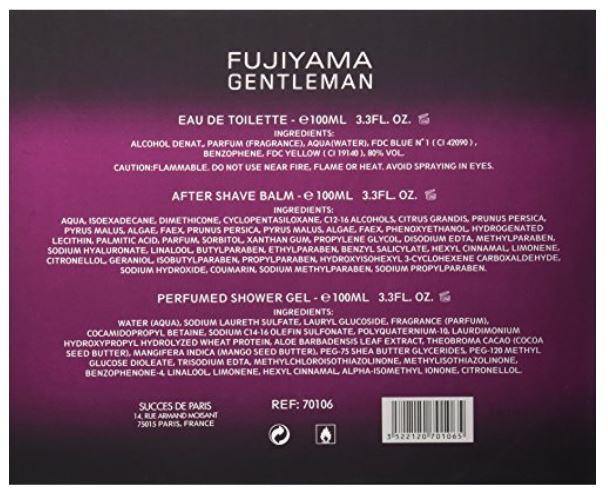 FUJIYAMA
GENTLEMAN
EAU DE TOILETTE - ℮100ML 3.3FL. OZ.
INGREDIENTS:
ALCOHOL DENAT,, PARFUM (FRAGRANCE), AQUA(WATER), FDC BLUE N°1 ( CI 42090 ) ,
BENZOPHENE, FDC YELLOW ( CI 19140 ), 80% VOL.
CAUTION:FLAMMABLE. DO NOT USE NEAR FIRE, FLAME OR HEAT. AVOID SPRAYING IN EYES.
AFTER SHAVE BALM - ℮ 100ML 3.3FL. OZ.
INGREDIENTS:
AQUA, ISOEXADECANE, DIMETHICONE, CYCLOPENTASILOXANE, C12-16 ALCOHOLS, CITRUS GRANDIS, PRUNUS PERSICA,
PYRUS MALUS, ALGAE, FAEX, PRUNUS PERSICA, PYRUS MALUS, ALGAE, FAEX, PHENOXYETHANOL, HYDROGENATED
LECITHIN, PALMITIC ACID, PARFUM, SORBITOL, XANTHAN GUM, PROPYLENE GLYCOL, DISODIUM EDTA, METHYLPARABEN,
SODIUM HYALURONATE, LINALOOL, BUTYLPARABEN, ETHYLPARABEN, BENZYL SALICYLATE, HEXYL CINNAMAL, LIMONENE,
CITRONELLOL, GERANIOL, ISOBUTYLPARABEN, PROPYLPARABEN, HYDROXYISOHEXYL 3-CYCLOHEXENE CARBOXALDEHYDE,
SODIUM HYDROXIDE, COUMARIN, SODIUM METHYLPARABEN, SODIUM PROPYLPARABEN.
PERFUMED SHOWER GEL - ℮100ML 3.3FL. OZ.
INGREDIENTS:
WATER (AQUA), SODIUM LAURETH SULFATE, LAURYL GLUCOSIDE, FRAGRANCE (PARFUM),
COCAMIDOPROPYL BETAINE, SODIUM C14-16 OLEFIN SULFONATE, POLYQUATERNIUM-10, LAURDIMONIUM
HYDROXYPROPYL HYDROLYZED WHEAT PROTEIN, ALOE BARBADENSIS LEAF EXTRACT, THEOBROMA CACAO (COCOA
SEED BUTTER), MANGIFERA INDICA (MANGO SEED BUTTER), PEG-75 SHEA BUTTER GLYCERIDES, PEG-120 METHYL
GLUCOSE DIOLEATE, TRISODIUM EDTA, METHYLCHLOROISOTHIAZOLINONE, METHYLISOTHIAZOLINONE,
BENZOPHENONE-4, LINALOOL, LIMONENE, HEXYL CINNAMAL, ALPHA-ISOMETHYL IONONE, CITRONELLOL.
SUCCES DE PARIS
14, RUE ARMAND MOISANT
75015 PARIS, FRANCE
REF: 70106
3 522120 701065